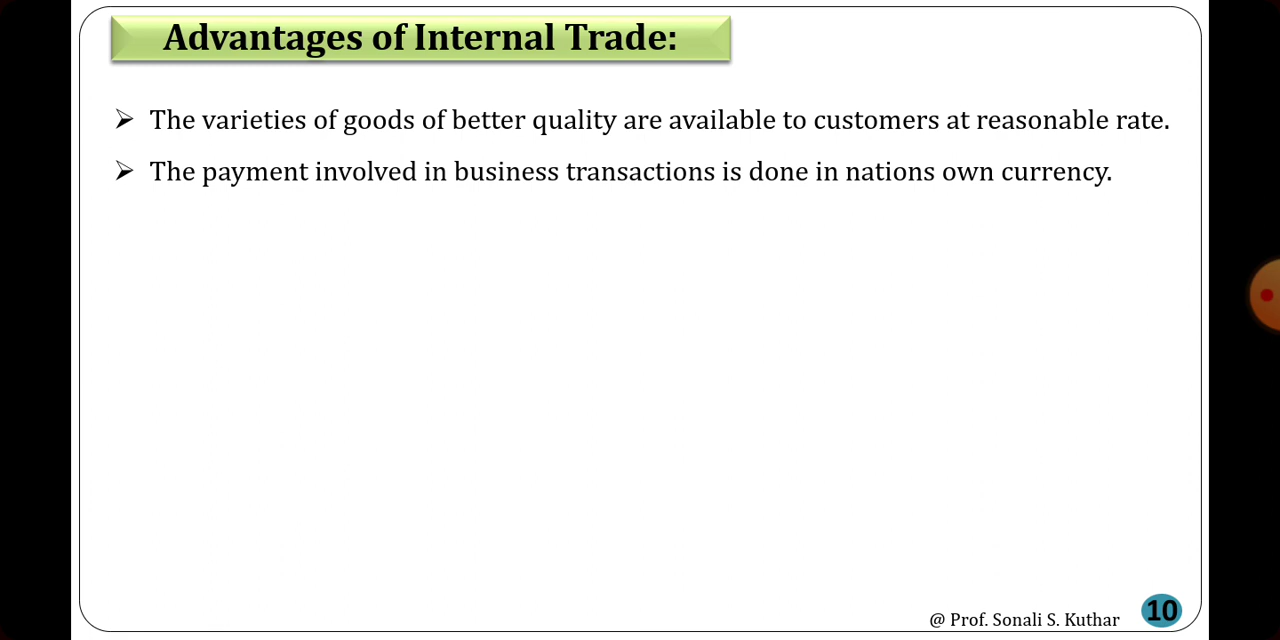 Advantages of Internal Trade:
➢ The varieties of goods of better quality are available to customers at reasonable rate.
➢ The payment involved in business transactions is done in nations own currency.
@ Prof. Sonali S. Kuthar
10